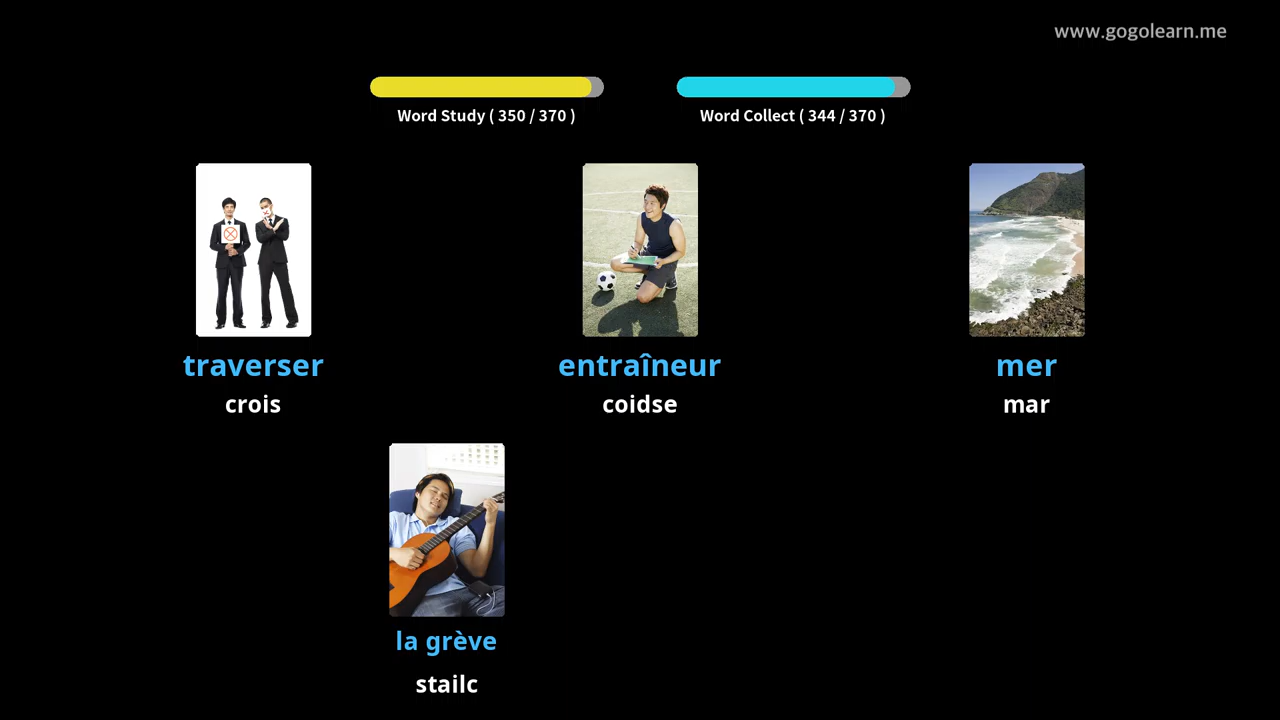 www.gogolearn.me
Word Study ( 350 / 370 )
Word Collect ( 344 / 370 )
traverser
crois
entraîneur
coidse
mer
mar
la grève
stailc